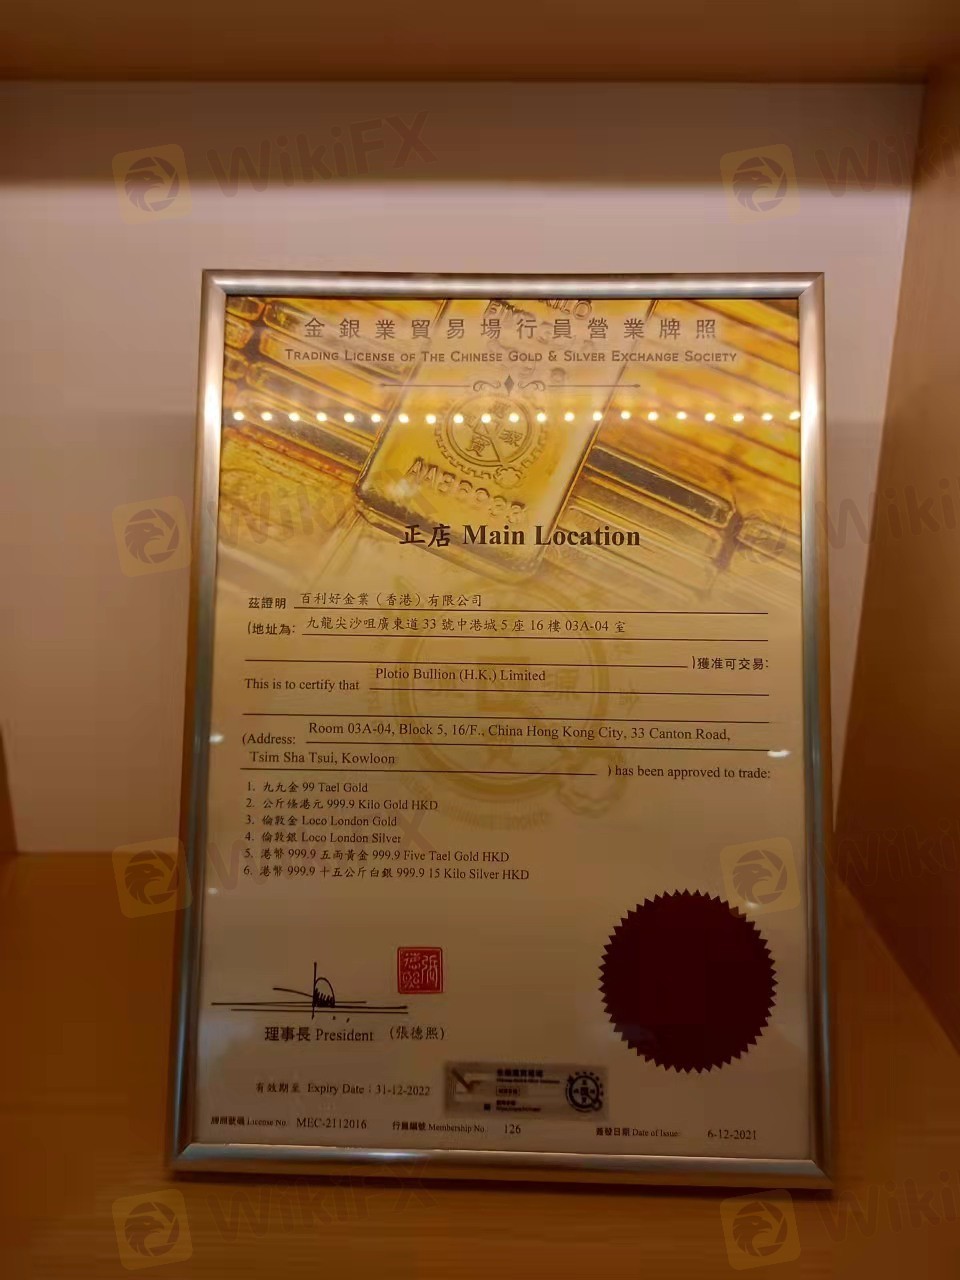 WikiFX
WikiFX
金銀業貿易場行員營業牌照
TRADING LICENSE OF THE CHINESE GOLD & SILVER EXCHANGE SOCIETY
正店 Main Location
茲證明 百利好金業（香港）有限公司
(地址為: 九龍尖沙咀廣東道 33 號中港城 5 座 16 樓 03A-04 室
)獲准可交易:
This is to certify that Plotio Bullion (H.K.) Limited
(Address: Room 03A-04, Block 5, 16/F., China Hong Kong City, 33 Canton Road,
Tsim Sha Tsui, Kowloon ) has been approved to trade:
1. 九九金 99 Tael Gold
2. 公斤條港元 999.9 Kilo Gold HKD
3. 倫敦金 Loco London Gold
4. 倫敦銀 Loco London Silver
5. 港幣 999.9 五両黃金 999.9 Five Tael Gold HKD
6. 港幣 999.9 十五公斤白銀 999.9 15 Kilo Silver HKD
理事長 President （張德熙）
有效期至 Expiry Date : 31-12-2022
牌照號碼 License No. MEC-2112016 行員編號 Membership No. 126 簽發日期 Date of Issue: 6-12-2021